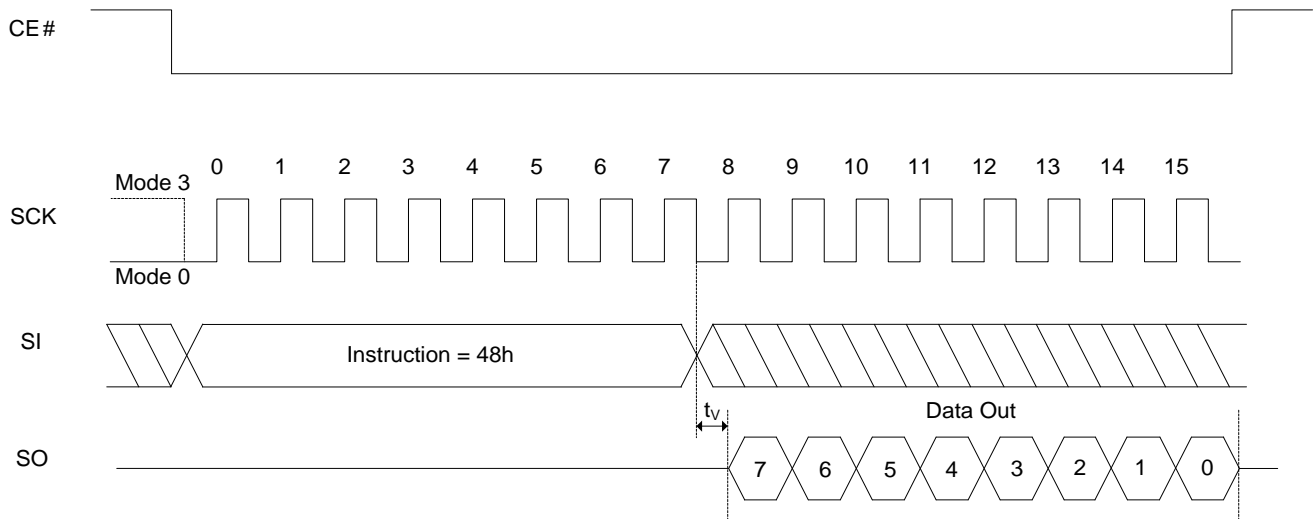 CE#
0 1 2 3 4 5 6 7 8 9 10 11 12 13 14 15
Mode 3
SCK
Mode 0
SI
Instruction = 48h
tV
Data Out
SO
7 6 5 4 3 2 1 0